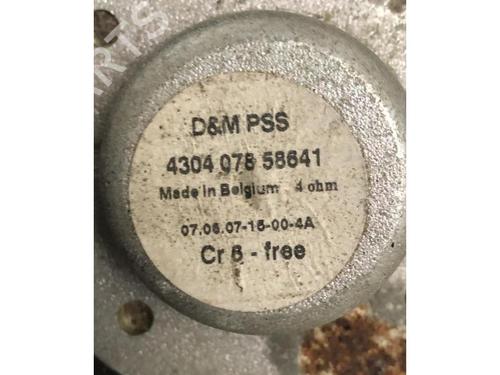 D&M PSS
4304 078 58641
Made in Belgium 4 ohm
07.06.07-15-00-4A
Cr 6 - free